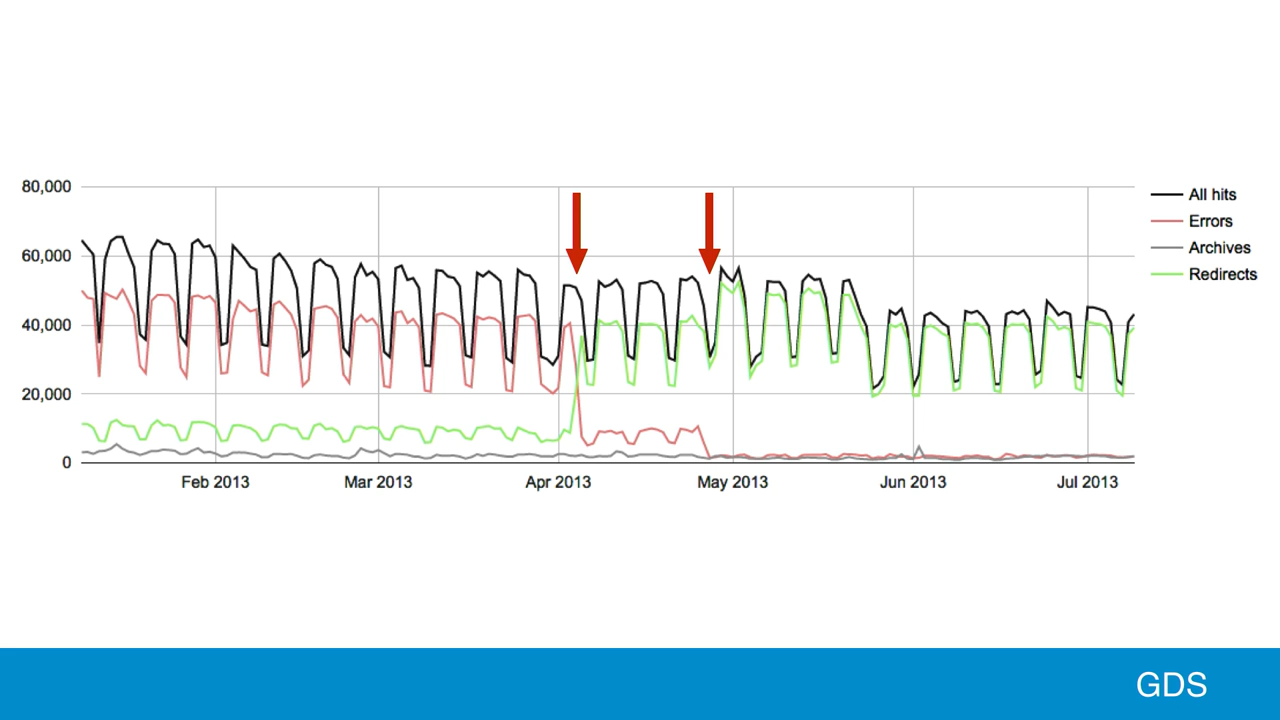 80,000
60,000
40,000
20,000
0
Feb 2013 Mar 2013 Apr 2013 May 2013 Jun 2013 Jul 2013
All hits
Errors
Archives
Redirects
GDS